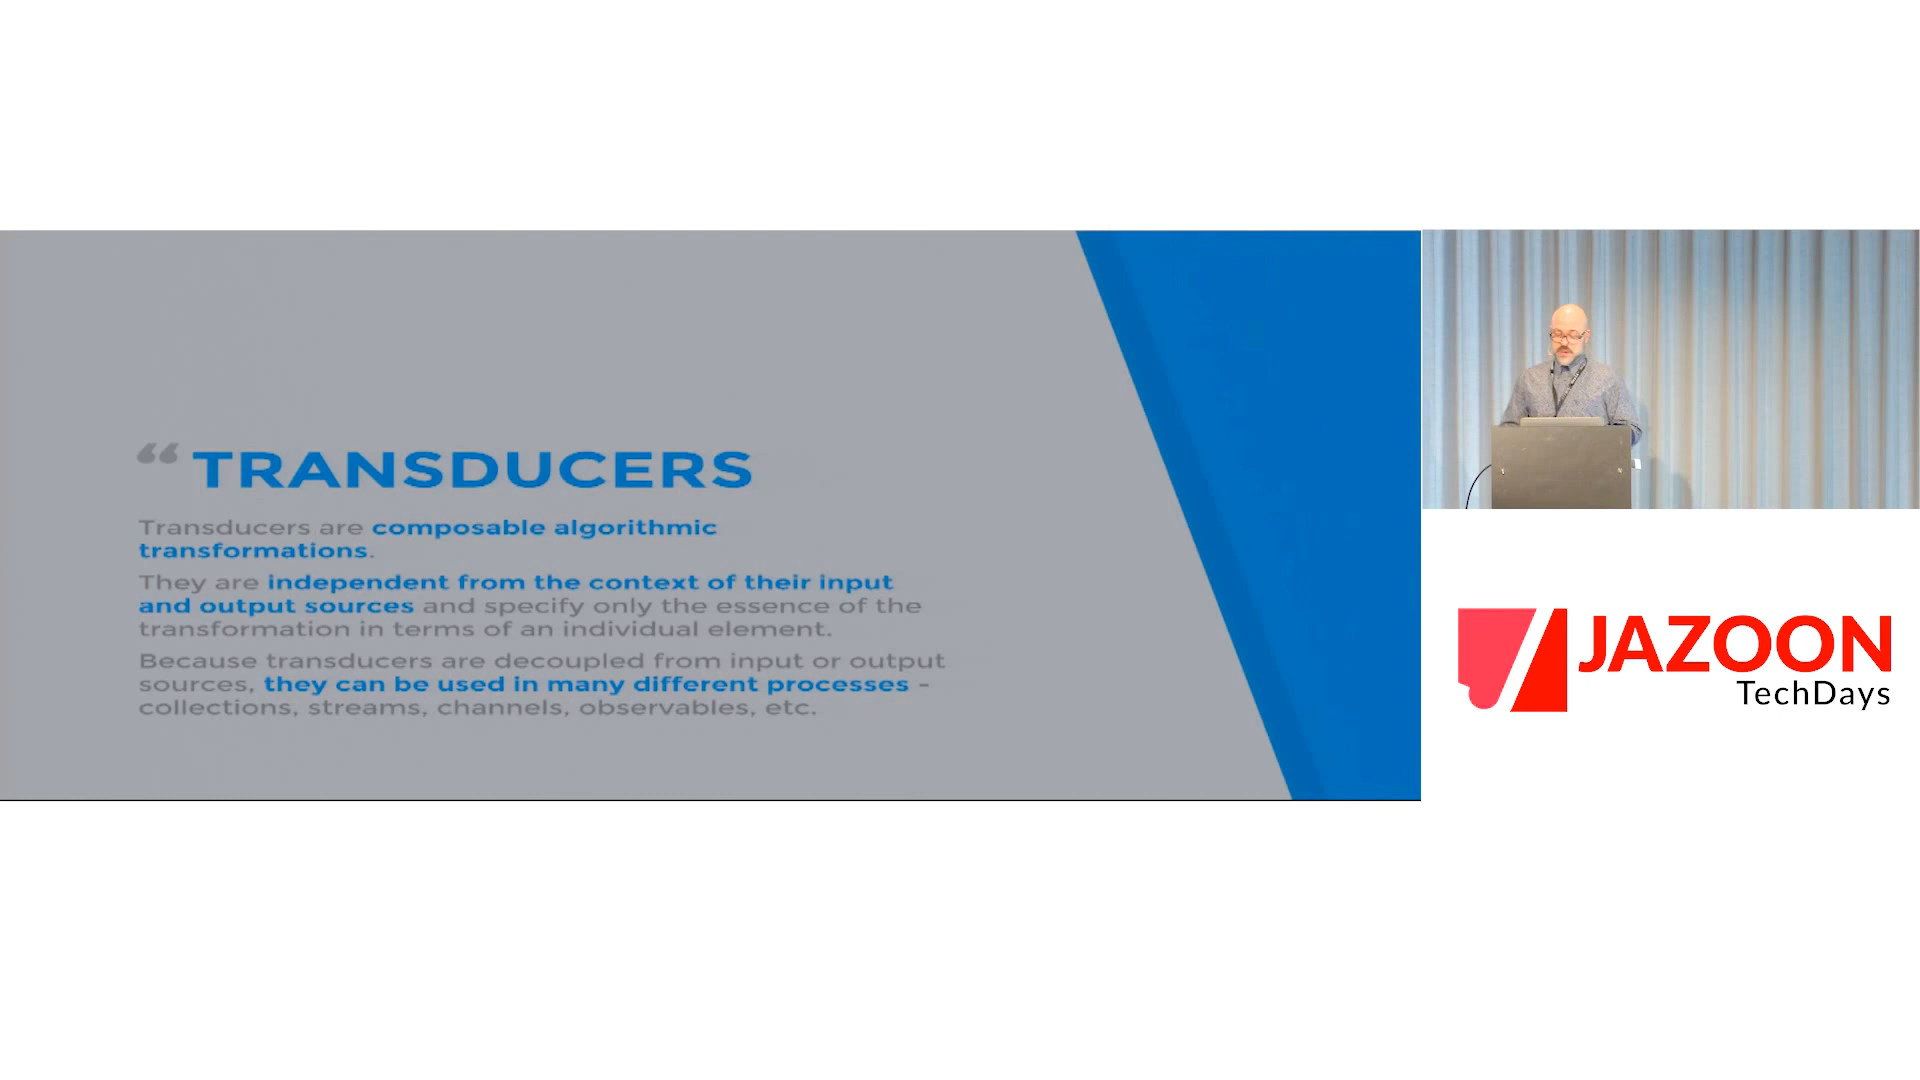 “ TRANSDUCERS
Transducers are composable algorithmic
transformations.
They are independent from the context of their input
and output sources and specify only the essence of the
transformation in terms of an individual element.
Because transducers are decoupled from input or output
sources, they can be used in many different processes -
collections, streams, channels, observables, etc.
JAZOON
TechDays